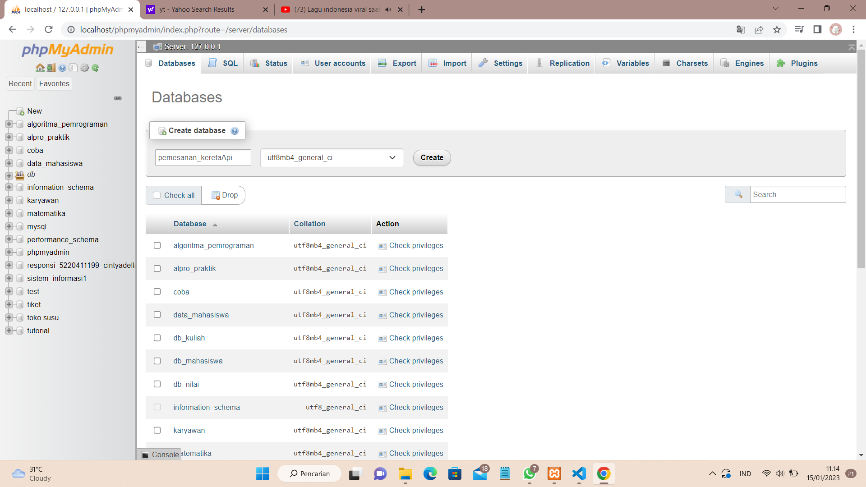 localhost / 127.0.0.1 | phpMyAdm
yt - Yahoo Search Results
(73) Lagu indonesia viral saa
localhost/phpmyadmin/index.php?route=/server/databases
phpMyAdmin
Server: 127.0.0.1
Databases SQL Status User accounts Export Import Settings Replication Variables Charsets Engines Plugins
Recent Favorites
New
algoritma_pemrograman
alpro_praktik
coba
data_mahasiswa
db
information_schema
karyawan
matematika
mysql
performance_schema
phpmyadmin
responsi_5220411199_cintyadell
sistem_informasi1
test
tiket
toko susu
tutorial
Databases
Create database
pemesanan_keretaApi utf8mb4_general_ci Create
Check all Drop
Search
Database Collation Action
algoritma_pemrograman utf8mb4_general_ci Check privileges
alpro_praktik utf8mb4_general_ci Check privileges
coba utf8mb4_general_ci Check privileges
data_mahasiswa utf8mb4_general_ci Check privileges
db_kuliah utf8mb4_general_ci Check privileges
db_mahasiswa utf8mb4_general_ci Check privileges
db_nilai utf8mb4_general_ci Check privileges
information_schema utf8_general_ci Check privileges
karyawan utf8mb4_general_ci Check privileges
atematika utf8mb4_general_ci Check privileges
Console
31°C
Cloudy
Pencarian
18
7
IND
11.14
15/01/2023